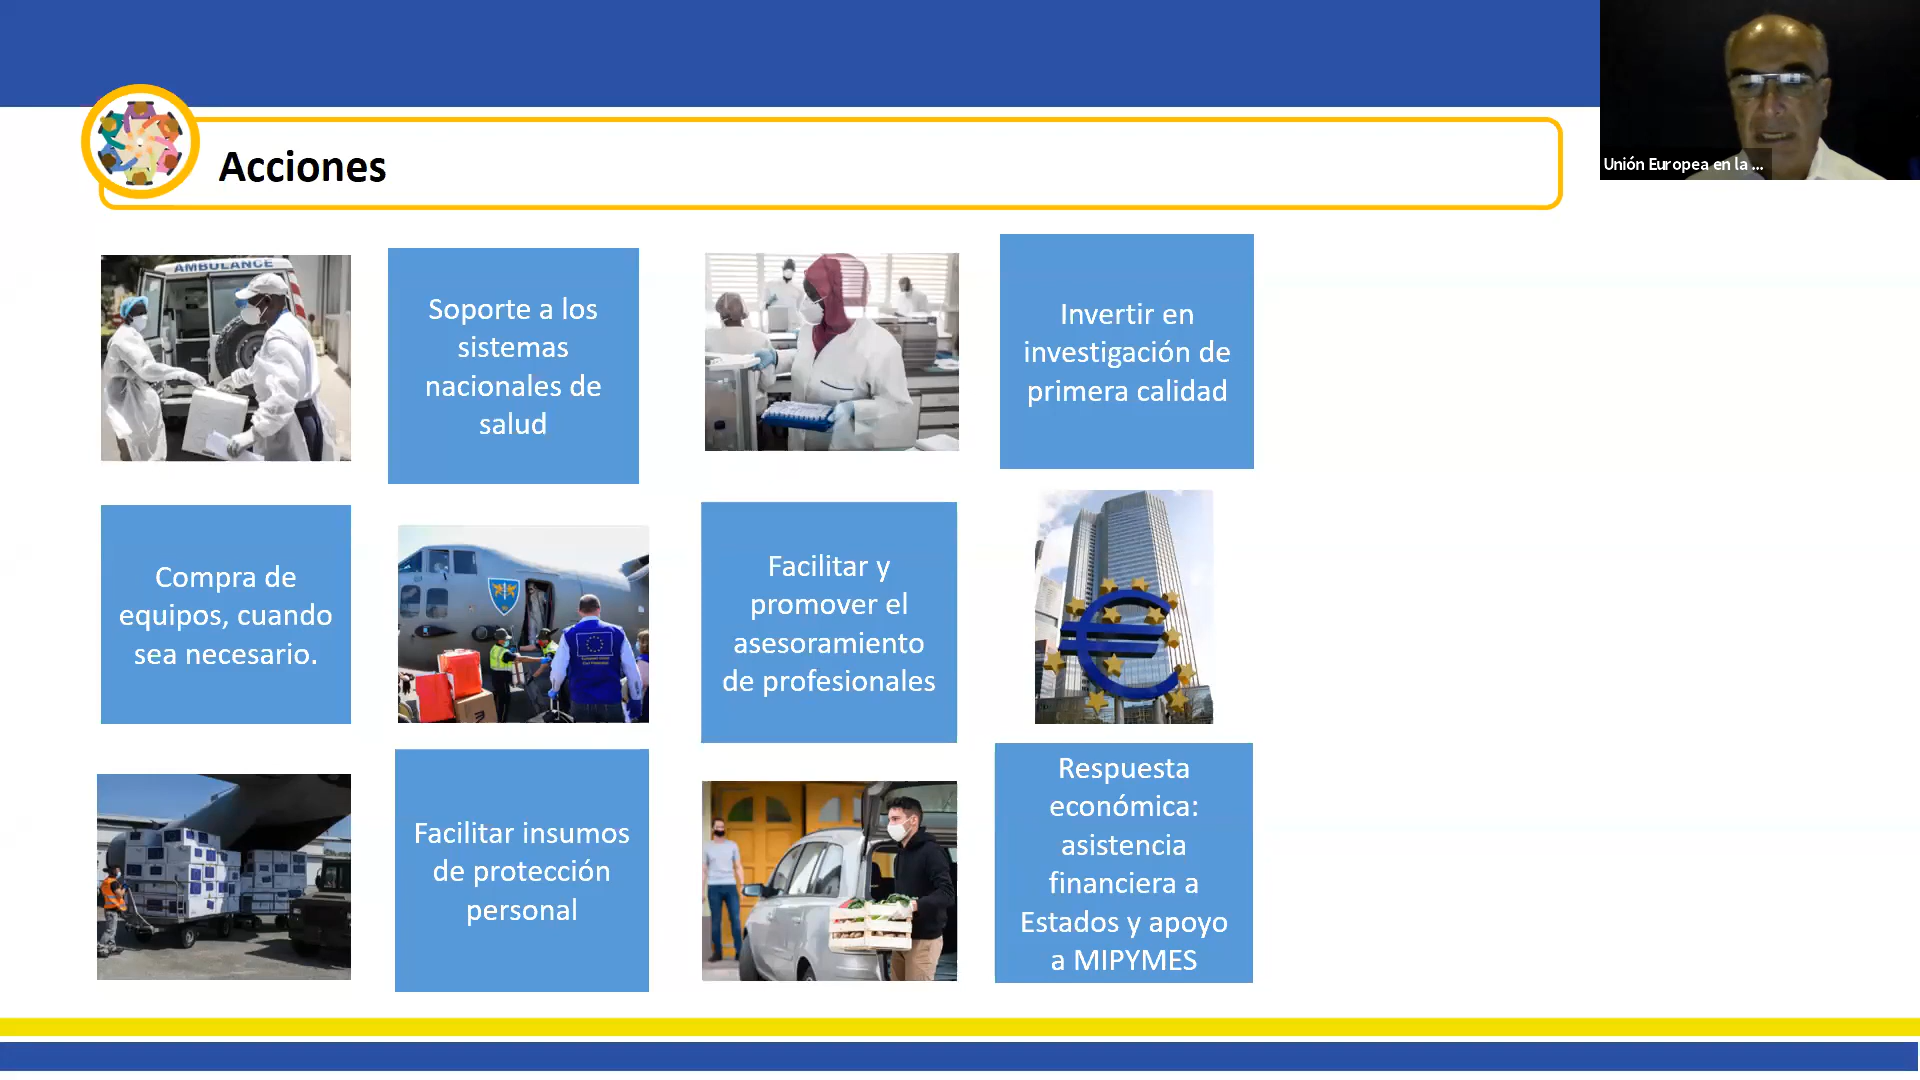 Unión Europea en la ...
Acciones
AMBULANCE
Soporte a los
sistemas
nacionales de
salud
Invertir en
investigación de
primera calidad
Compra de
equipos, cuando
sea necesario.
Facilitar y
promover el
asesoramiento
de profesionales
Facilitar insumos
de protección
personal
Respuesta
económica:
asistencia
financiera a
Estados y apoyo
a MIPYMES